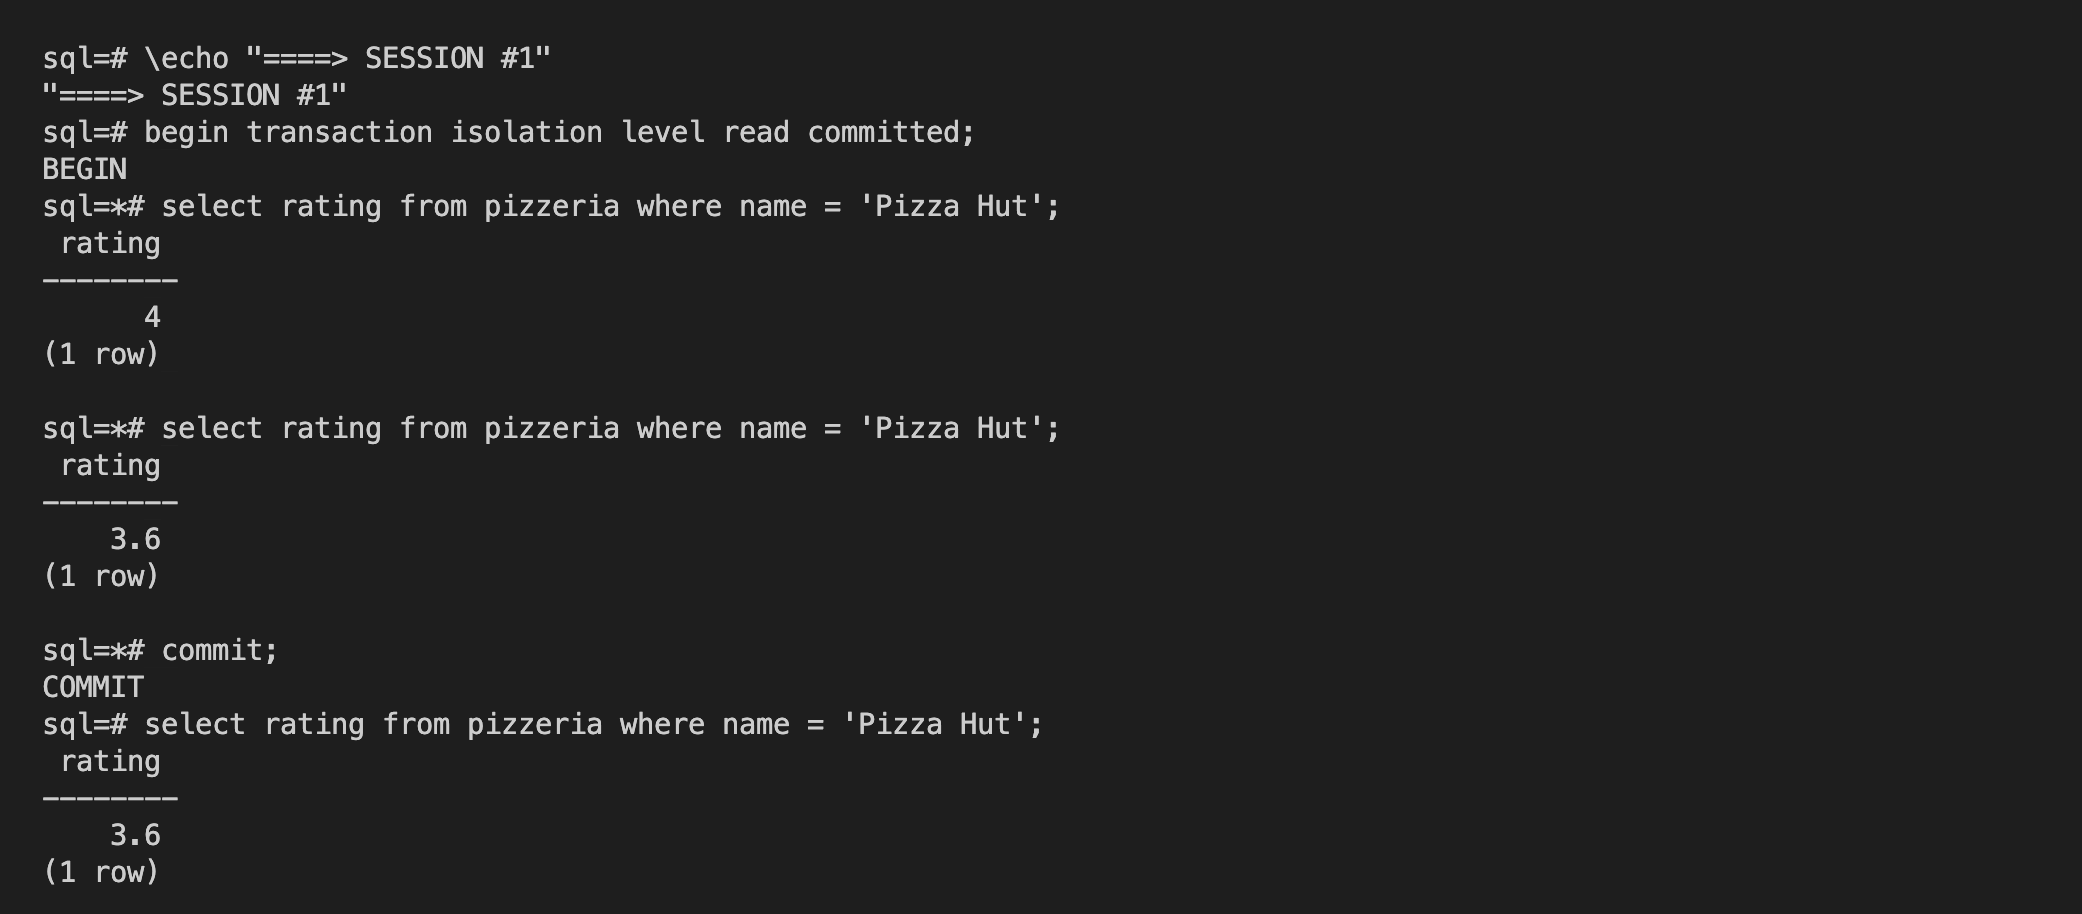 sql=# \echo "====> SESSION #1"
"====> SESSION #1"
sql=# begin transaction isolation level read committed;
BEGIN
sql=*# select rating from pizzeria where name = 'Pizza Hut';
 rating
--------
      4
(1 row)

sql=*# select rating from pizzeria where name = 'Pizza Hut';
 rating
--------
    3.6
(1 row)

sql=*# commit;
COMMIT
sql=# select rating from pizzeria where name = 'Pizza Hut';
 rating
--------
    3.6
(1 row)